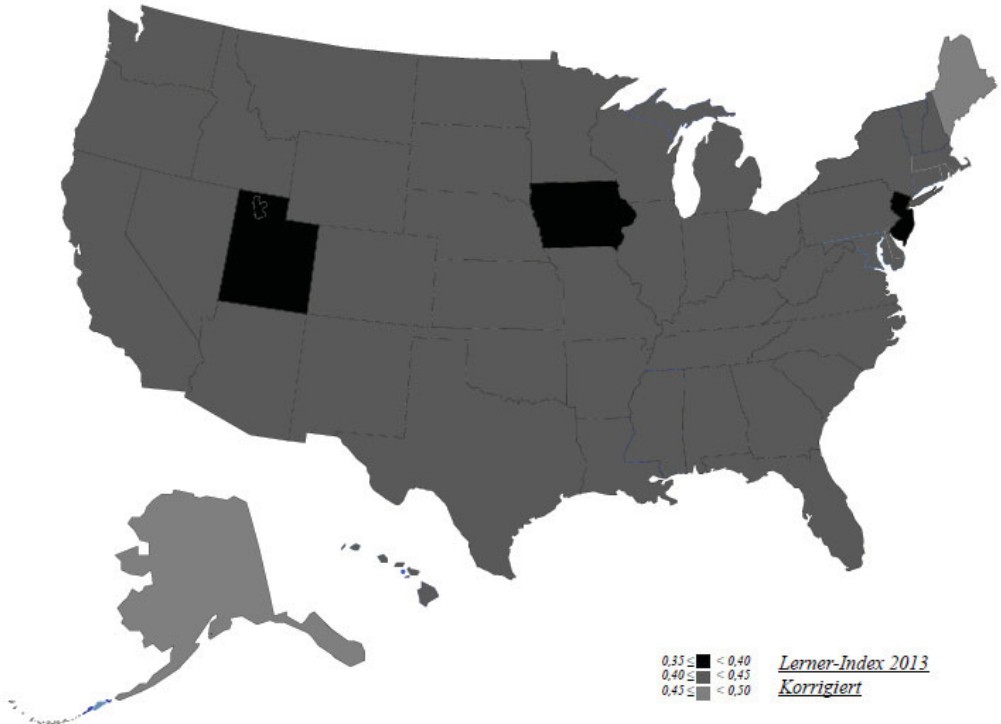 0,35 ≤ < 0,40
0,40 ≤ < 0,45
0,45 ≤ < 0,50
Lerner-Index 2013
Korrigiert